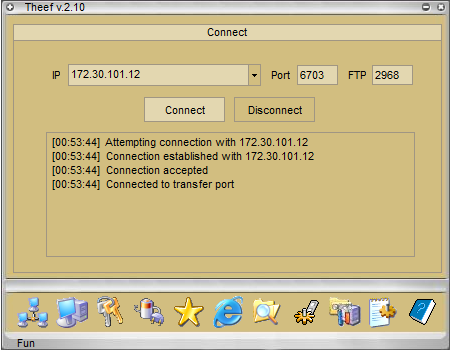 Theef v.2.10
Connect
IP 172.30.101.12 Port 6703 FTP 2968
Connect Disconnect
[00:53:44] Attempting connection with 172.30.101.12
[00:53:44] Connection established with 172.30.101.12
[00:53:44] Connection accepted
[00:53:44] Connected to transfer port
Fun